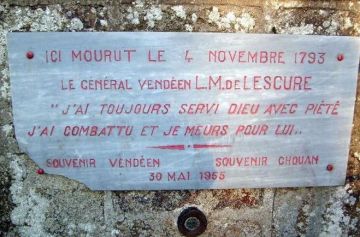 ICI MOURUT LE 4 NOVEMBRE 1793
LE GÉNÉRAL VENDÉEN L.M. DE LESCURE
"J'AI TOUJOURS SERVI DIEU AVEC PIÉTÉ
J'AI COMBATTU ET JE MEURS POUR LUI..
SOUVENIR VENDÉEN SOUVENIR CHOUAN
30 MAI 1965